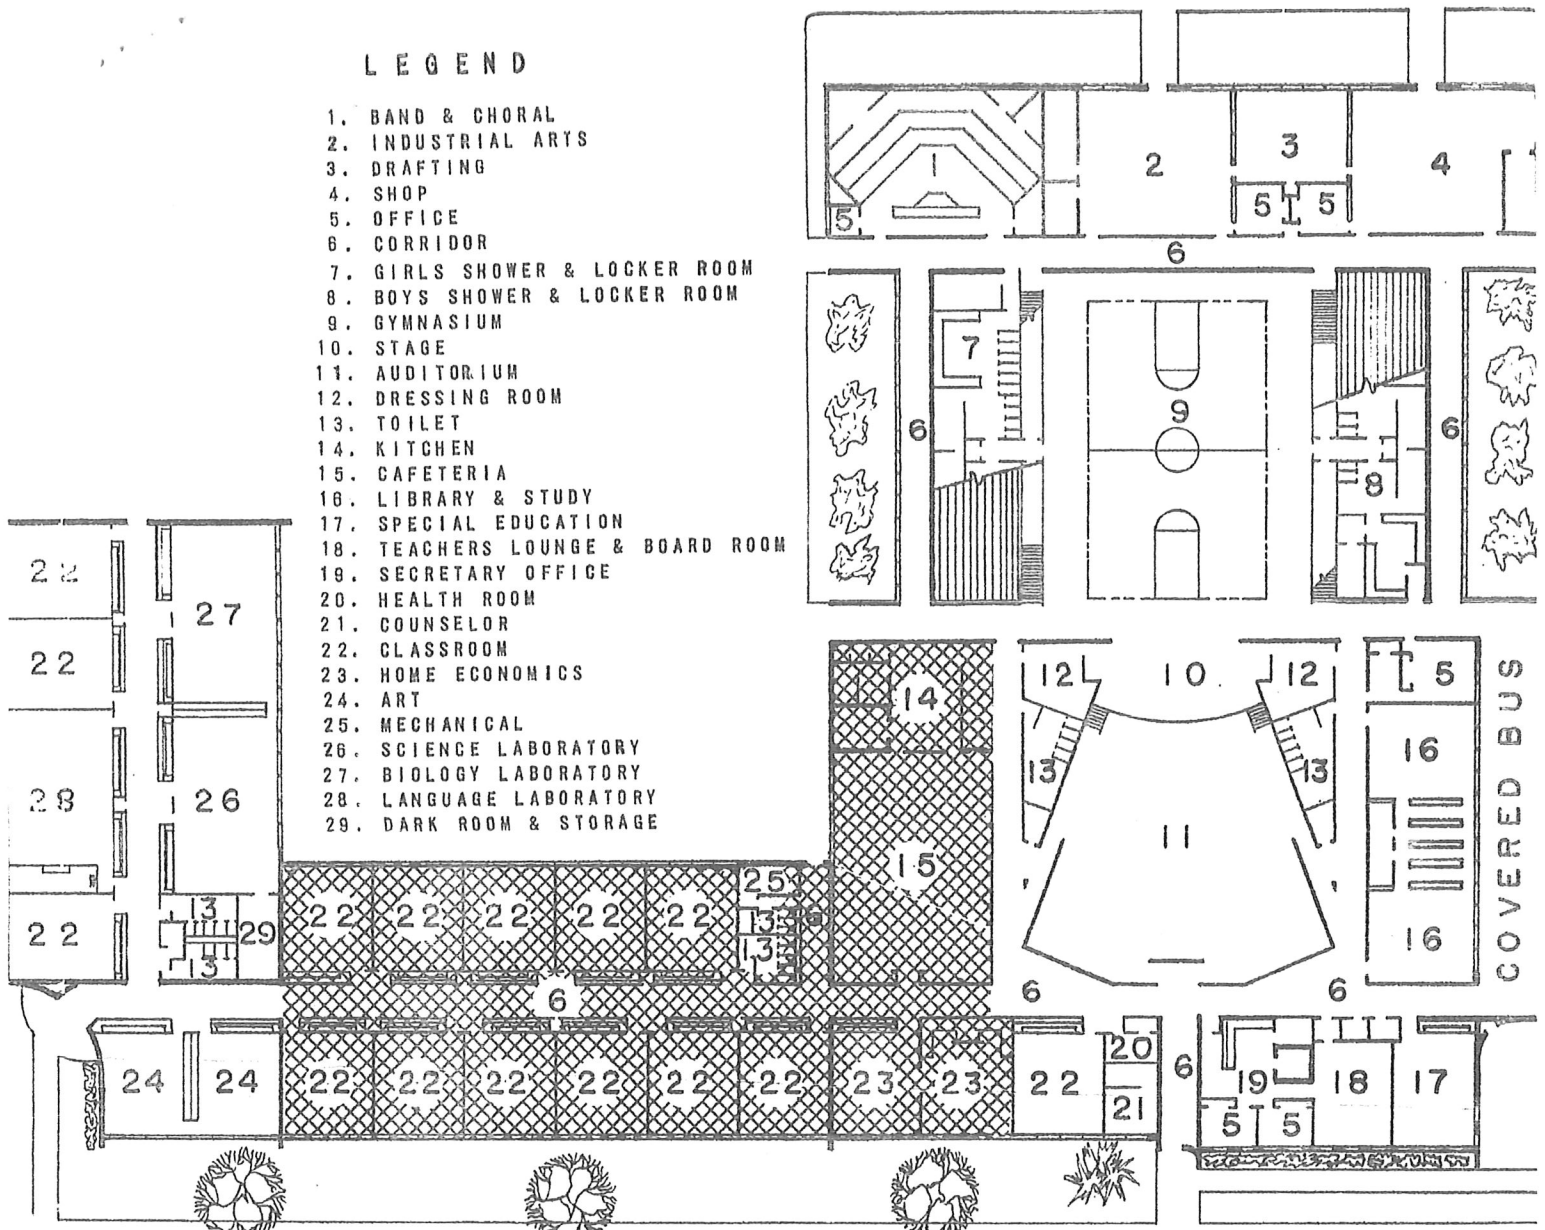 LEGEND
1. BAND & CHORAL
2. INDUSTRIAL ARTS
3. DRAFTING
4. SHOP
5. OFFICE
6. CORRIDOR
7. GIRLS SHOWER & LOCKER ROOM
8. BOYS SHOWER & LOCKER ROOM
9. GYMNASIUM
10. STAGE
11. AUDITORIUM
12. DRESSING ROOM
13. TOILET
14. KITCHEN
15. CAFETERIA
16. LIBRARY & STUDY
17. SPECIAL EDUCATION
18. TEACHERS LOUNGE & BOARD ROOM
19. SECRETARY OFFICE
20. HEALTH ROOM
21. COUNSELOR
22. CLASSROOM
23. HOME ECONOMICS
24. ART
25. MECHANICAL
26. SCIENCE LABORATORY
27. BIOLOGY LABORATORY
28. LANGUAGE LABORATORY
29. DARK ROOM & STORAGE
1 2 3 4
5 5 5
6
7 9 8
6 6
12 10 12 5
14
13 13 16
15 11 16
6 6
COVERED BUS
22 27
22
28 26
22 13 29
13
22 22 22 22 22 25
13 6
13
6
24 24 22 22 22 22 22 22 23 23 22 20
21
6 19 18 17
5 5